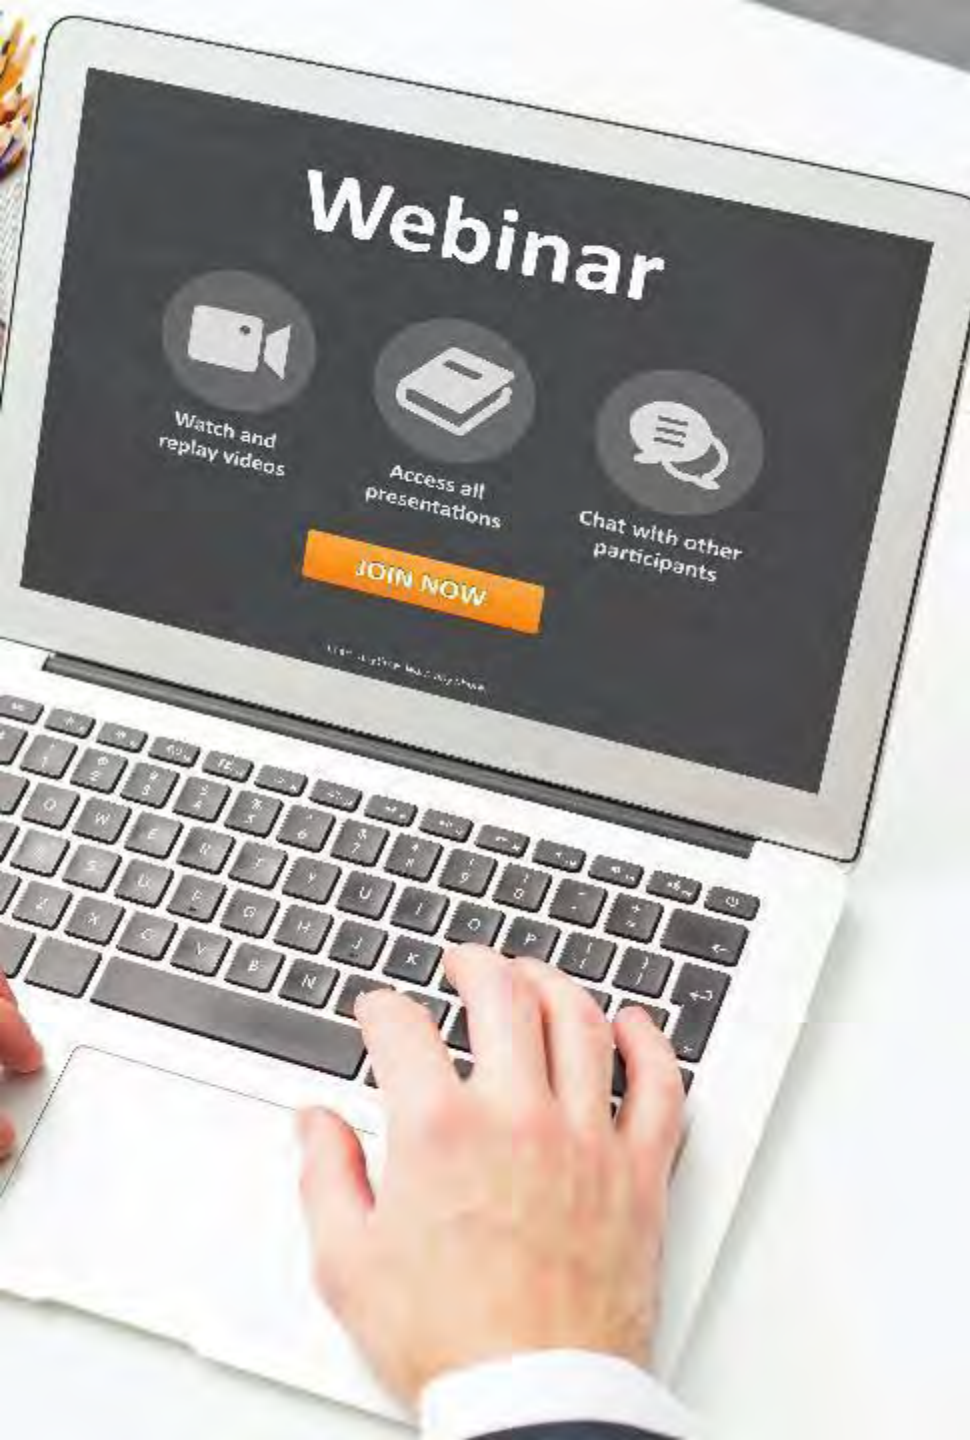 Webinar
Watch and
replay videos
Access all
presentations
Chat with other
participants
JOIN NOW
Q W E R T Y U I O P
S D F G H J K
Z X C V B N